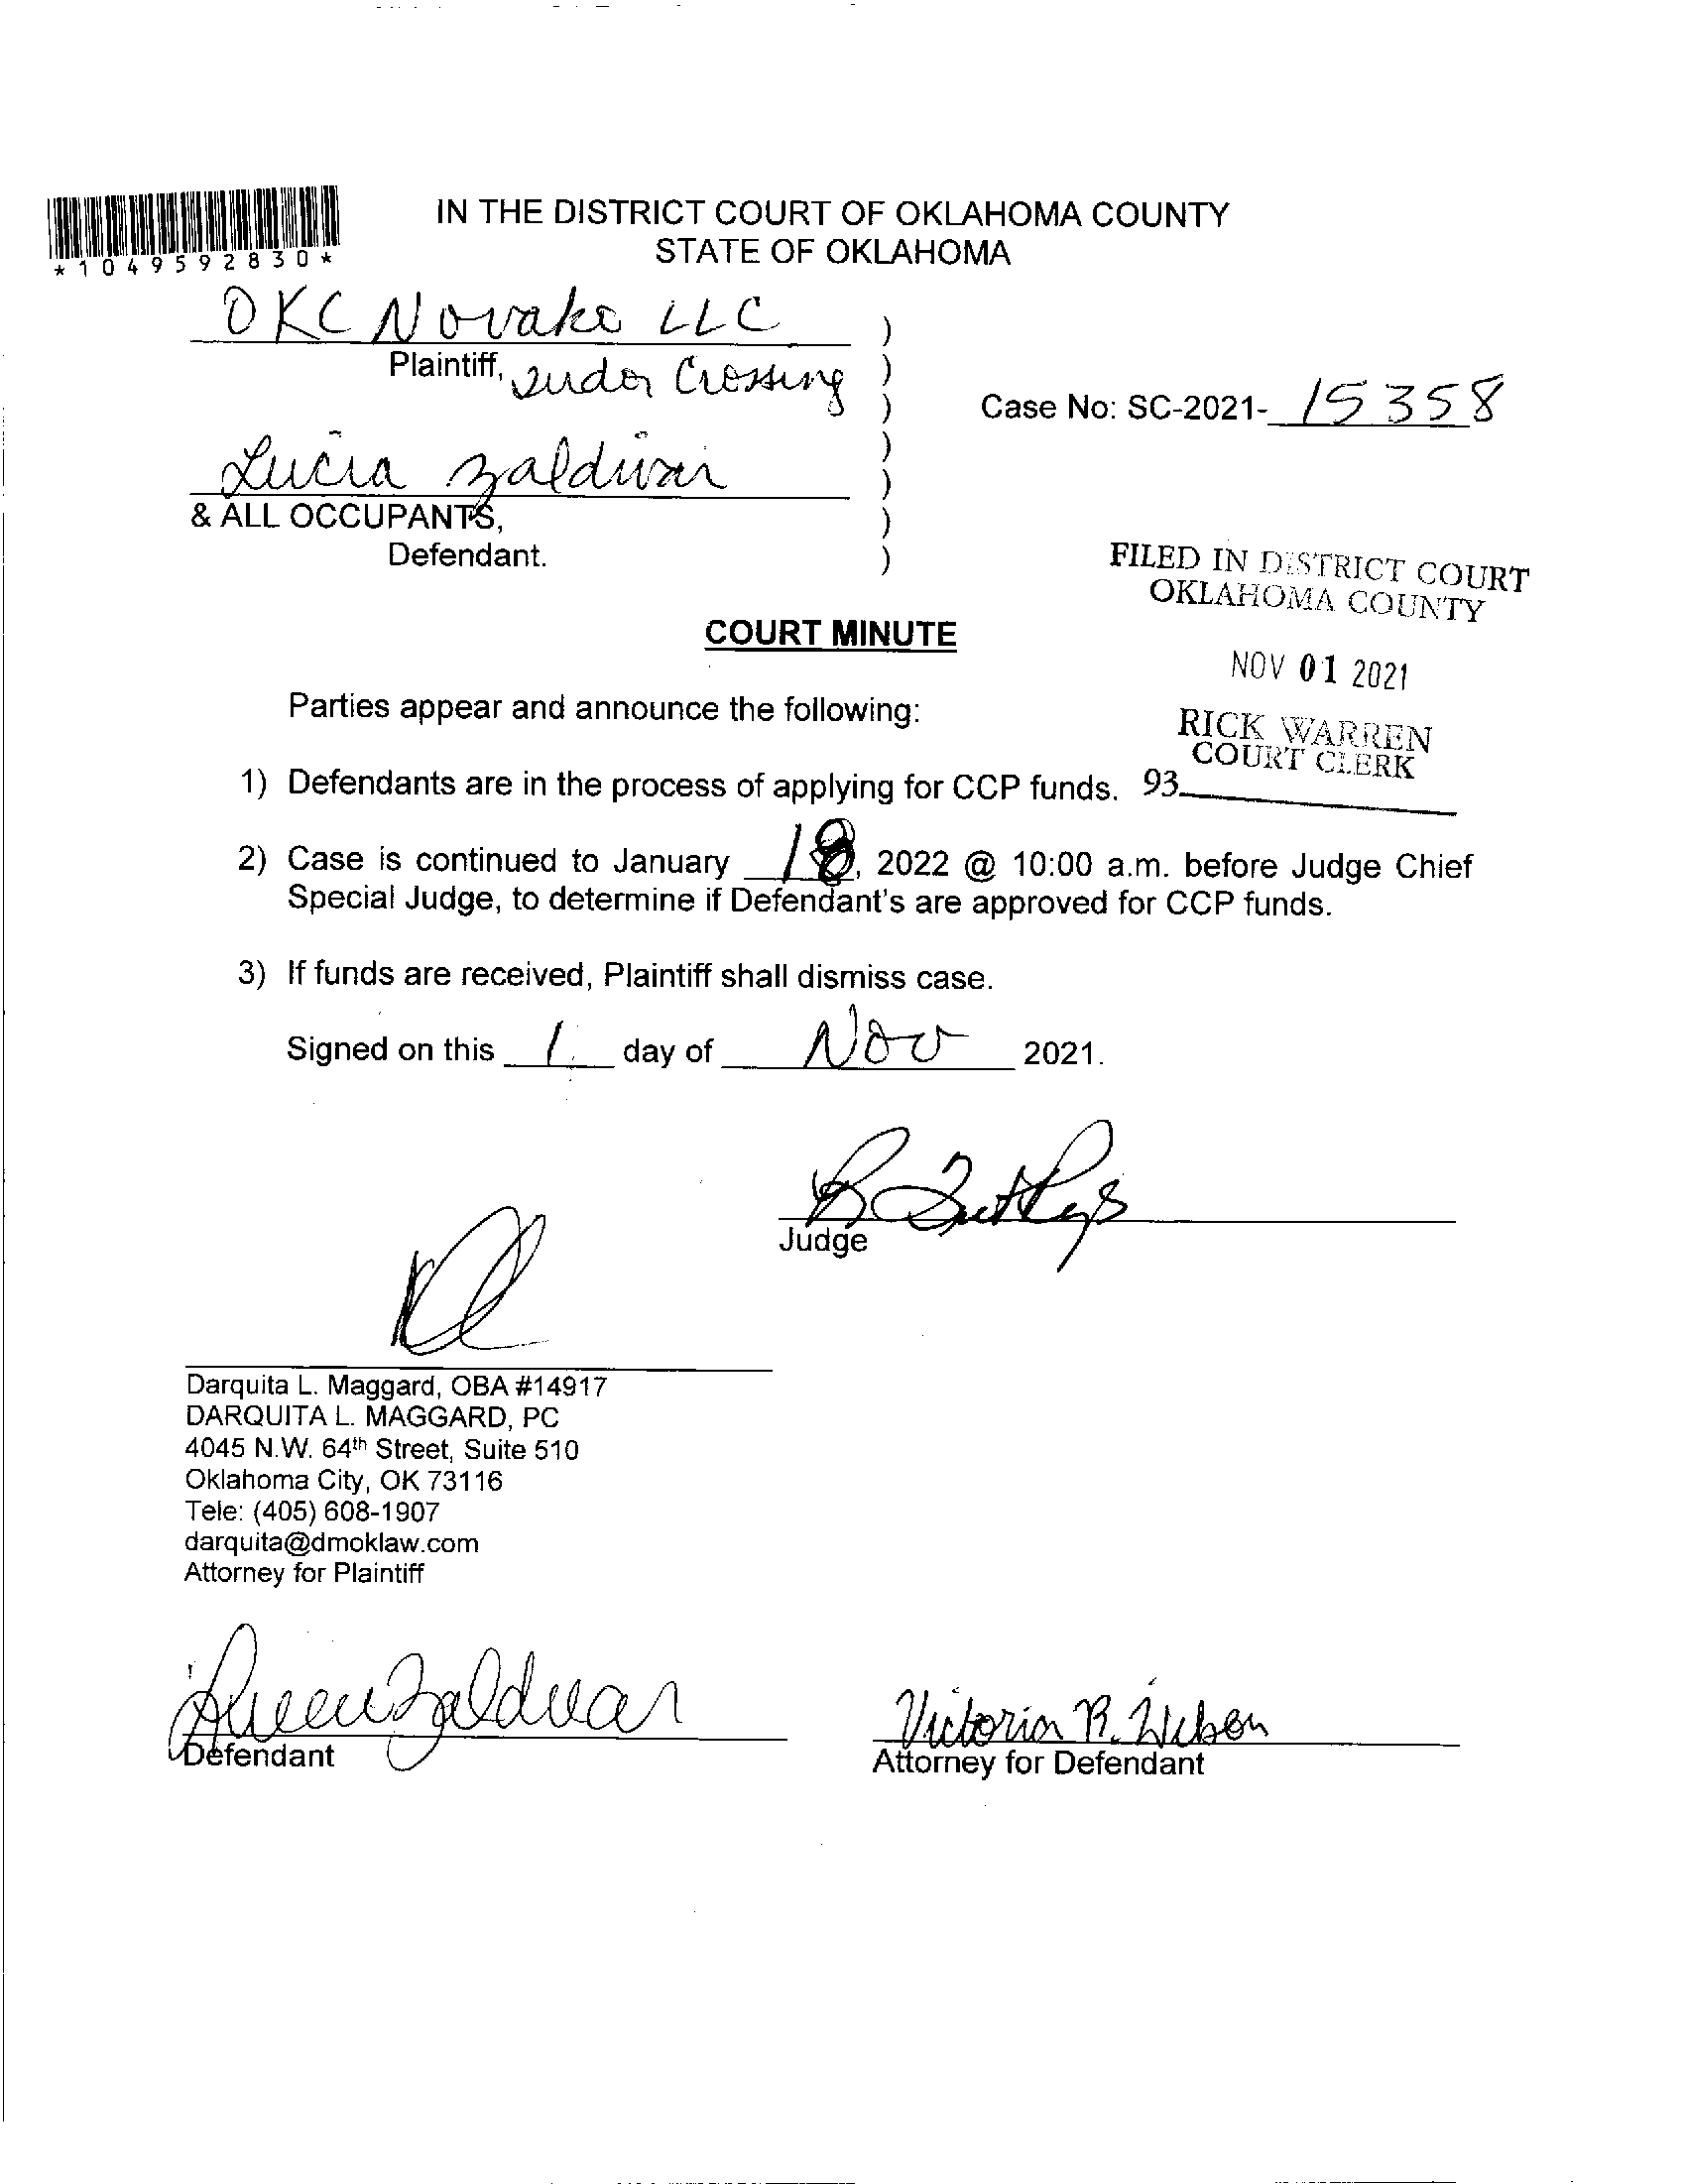 IN THE DISTRICT COURT OF OKLAHOMA COUNTY
STATE OF OKLAHOMA
*1049592830*
OKC Novake LLC
Plaintiff, Crossing
Case No: SC-2021- 15358
Lucia Zaldivar
& ALL OCCUPANTS,
Defendant.
FILED IN DISTRICT COURT
OKLAHOMA COUNTY
COURT MINUTE
NOV 01 2021
Parties appear and announce the following:
RICK WARREN
COURT CLERK
1) Defendants are in the process of applying for CCP funds. 93
2) Case is continued to January 18, 2022 @ 10:00 a.m. before Judge Chief
Special Judge, to determine if Defendant's are approved for CCP funds.
3) If funds are received, Plaintiff shall dismiss case.
Signed on this 1 day of Nov 2021.
Judge
Darquita L. Maggard, OBA #14917
DARQUITA L. MAGGARD, PC
4045 N.W. 64th Street, Suite 510
Oklahoma City, OK 73116
Tele: (405) 608-1907
darquita@dmoklaw.com
Attorney for Plaintiff
Zaldivar
Defendant
Victoria R. Wilson
Attorney for Defendant